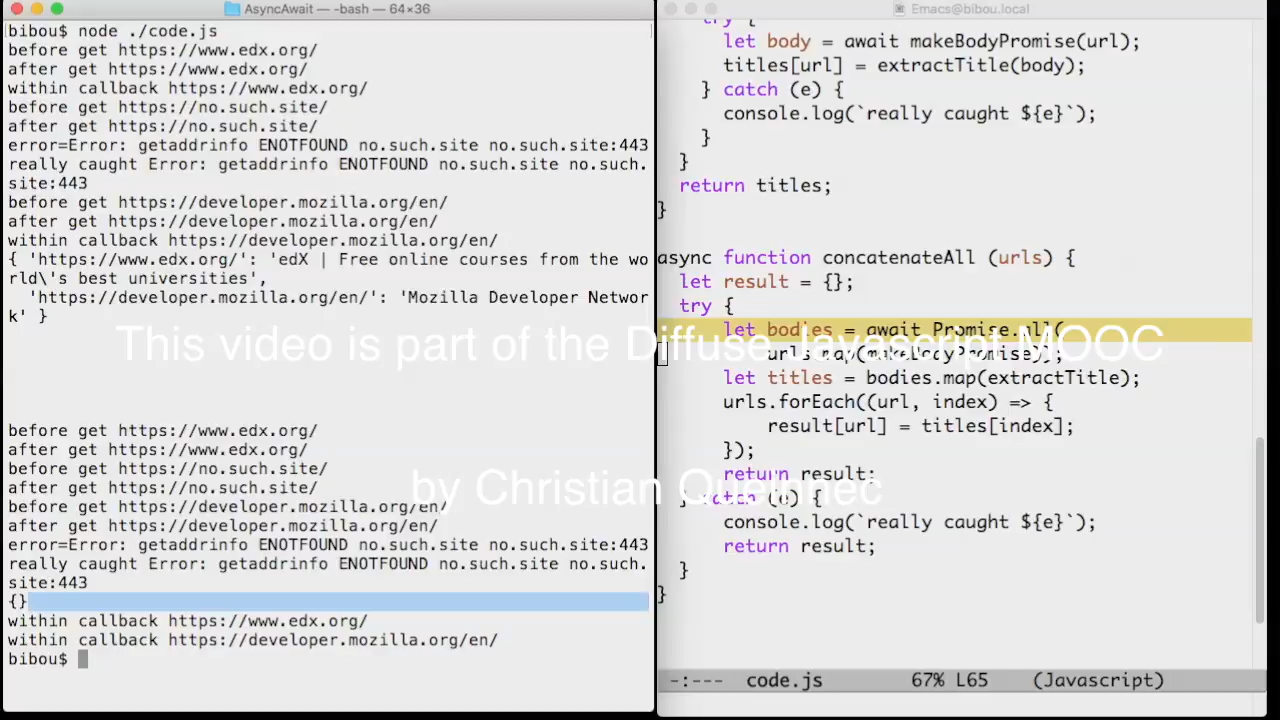 AsyncAwait — -bash — 64×36
bibou$ node ./code.js
before get https://www.edx.org/
after get https://www.edx.org/
within callback https://www.edx.org/
before get https://no.such.site/
after get https://no.such.site/
error=Error: getaddrinfo ENOTFOUND no.such.site no.such.site:443
really caught Error: getaddrinfo ENOTFOUND no.such.site no.such.
site:443
before get https://developer.mozilla.org/en/
after get https://developer.mozilla.org/en/
within callback https://developer.mozilla.org/en/
{ 'https://www.edx.org/': 'edX | Free online courses from the wo
rld\'s best universities',
  'https://developer.mozilla.org/en/': 'Mozilla Developer Networ
k' }
before get https://www.edx.org/
after get https://www.edx.org/
before get https://no.such.site/
after get https://no.such.site/
before get https://developer.mozilla.org/en/
after get https://developer.mozilla.org/en/
error=Error: getaddrinfo ENOTFOUND no.such.site no.such.site:443
really caught Error: getaddrinfo ENOTFOUND no.such.site no.such.
site:443
{}
within callback https://www.edx.org/
within callback https://developer.mozilla.org/en/
bibou$
Emacs@bibou.local
try {
let body = await makeBodyPromise(url);
titles[url] = extractTitle(body);
} catch (e) {
console.log(`really caught ${e}`);
}
}
return titles;
}
async function concatenateAll (urls) {
let result = {};
try {
let bodies = await Promise.all(
urls.map(makeBodyPromise));
let titles = bodies.map(extractTitle);
urls.forEach((url, index) => {
result[url] = titles[index];
});
return result;
} catch (e) {
console.log(`really caught ${e}`);
return result;
}
}
-:--- code.js 67% L65 (Javascript)
This video is part of the Diffuse Javascript MOOC
by Christian Queinnec